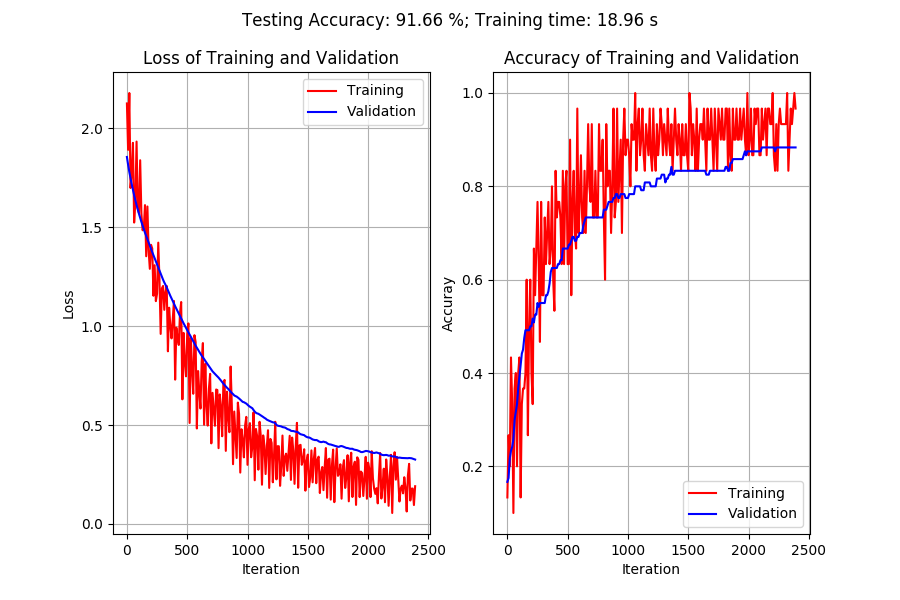 Testing Accuracy: 91.66 %; Training time: 18.96 s
Loss of Training and Validation
Training
Validation
Loss
2.0
1.5
1.0
0.5
0.0
0
500
1000
1500
2000
2500
Iteration
Accuracy of Training and Validation
Accuray
1.0
0.8
0.6
0.4
0.2
Training
Validation
0
500
1000
1500
2000
2500
Iteration